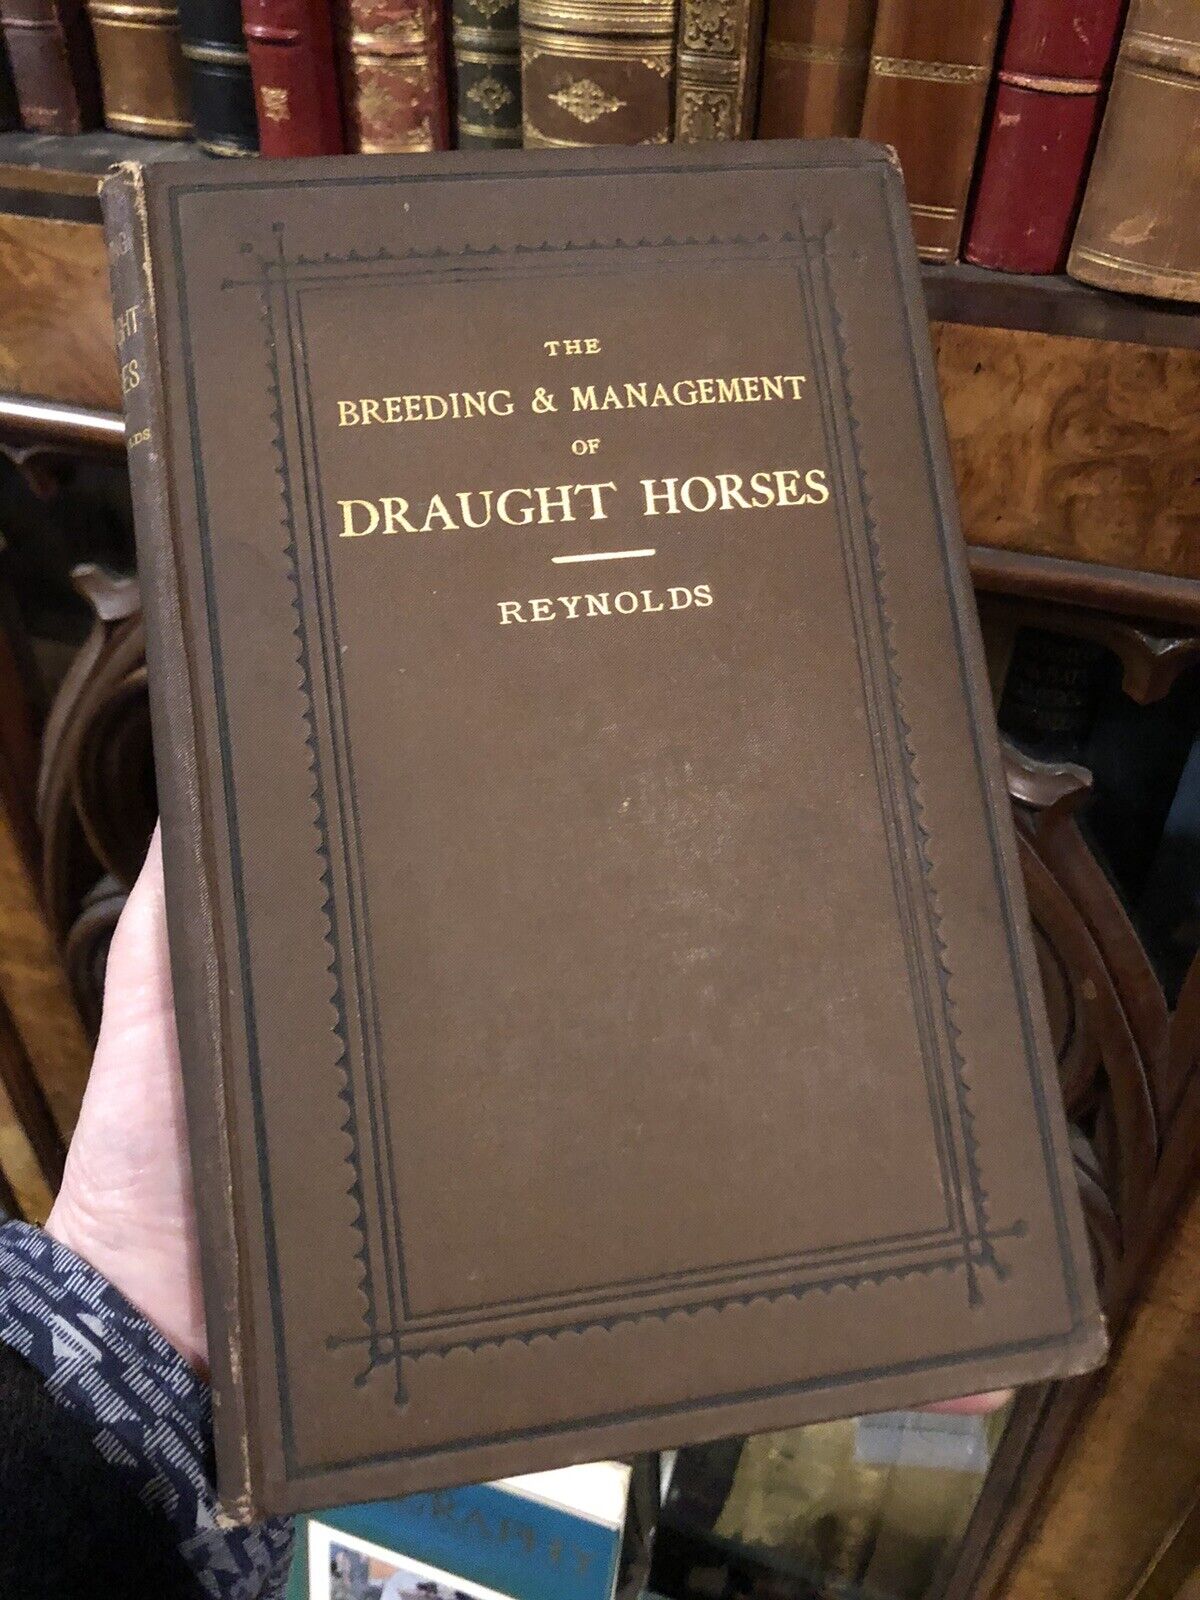 THE
BREEDING & MANAGEMENT
OF
DRAUGHT HORSES
REYNOLDS